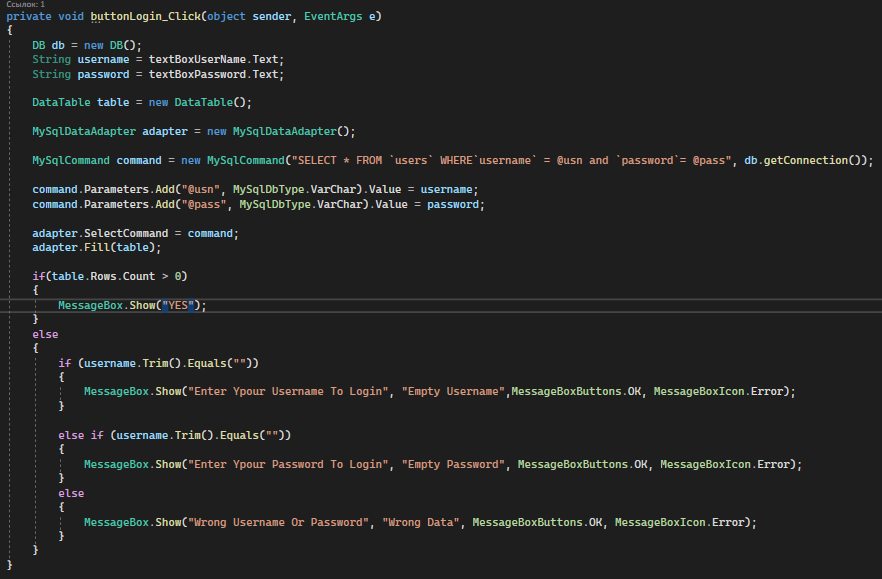 Ссылок: 1
private void buttonLogin_Click(object sender, EventArgs e)
{
DB db = new DB();
String username = textBoxUserName.Text;
String password = textBoxPassword.Text;
DataTable table = new DataTable();
MySqlDataAdapter adapter = new MySqlDataAdapter();
MySqlCommand command = new MySqlCommand("SELECT * FROM `users` WHERE`username` = @usn and `password`= @pass", db.getConnection());
command.Parameters.Add("@usn", MySqlDbType.VarChar).Value = username;
command.Parameters.Add("@pass", MySqlDbType.VarChar).Value = password;
adapter.SelectCommand = command;
adapter.Fill(table);
if(table.Rows.Count > 0)
{
MessageBox.Show("YES");
}
else
{
if (username.Trim().Equals(""))
{
MessageBox.Show("Enter Ypour Username To Login", "Empty Username",MessageBoxButtons.OK, MessageBoxIcon.Error);
}
else if (username.Trim().Equals(""))
{
MessageBox.Show("Enter Ypour Password To Login", "Empty Password", MessageBoxButtons.OK, MessageBoxIcon.Error);
}
else
{
MessageBox.Show("Wrong Username Or Password", "Wrong Data", MessageBoxButtons.OK, MessageBoxIcon.Error);
}
}
}